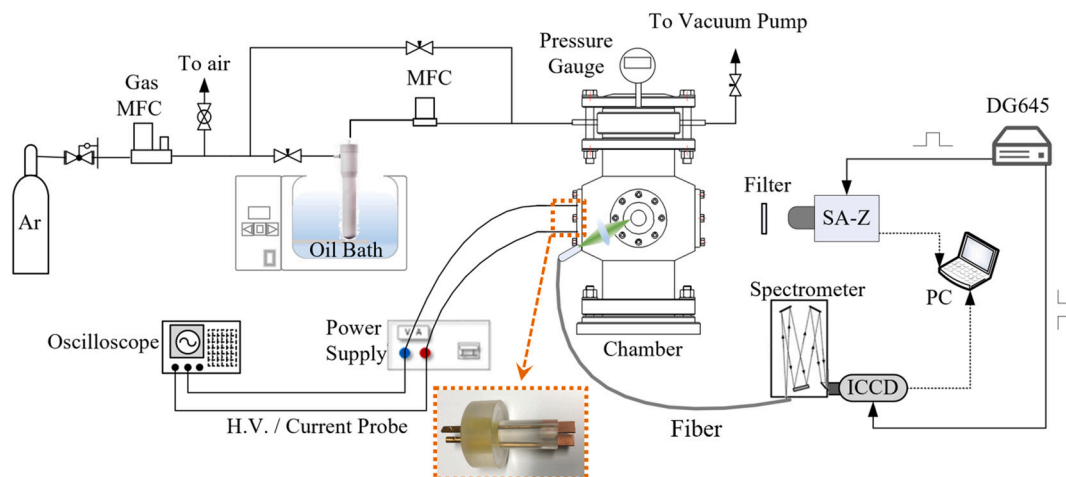 To Vacuum Pump
Pressure
Gauge
To air
Gas
MFC
MFC
DG645
Filter
SA-Z
Ar
Oil Bath
PC
Spectrometer
Power
Supply
V A
Oscilloscope
Chamber
ICCD
H.V. / Current Probe
Fiber